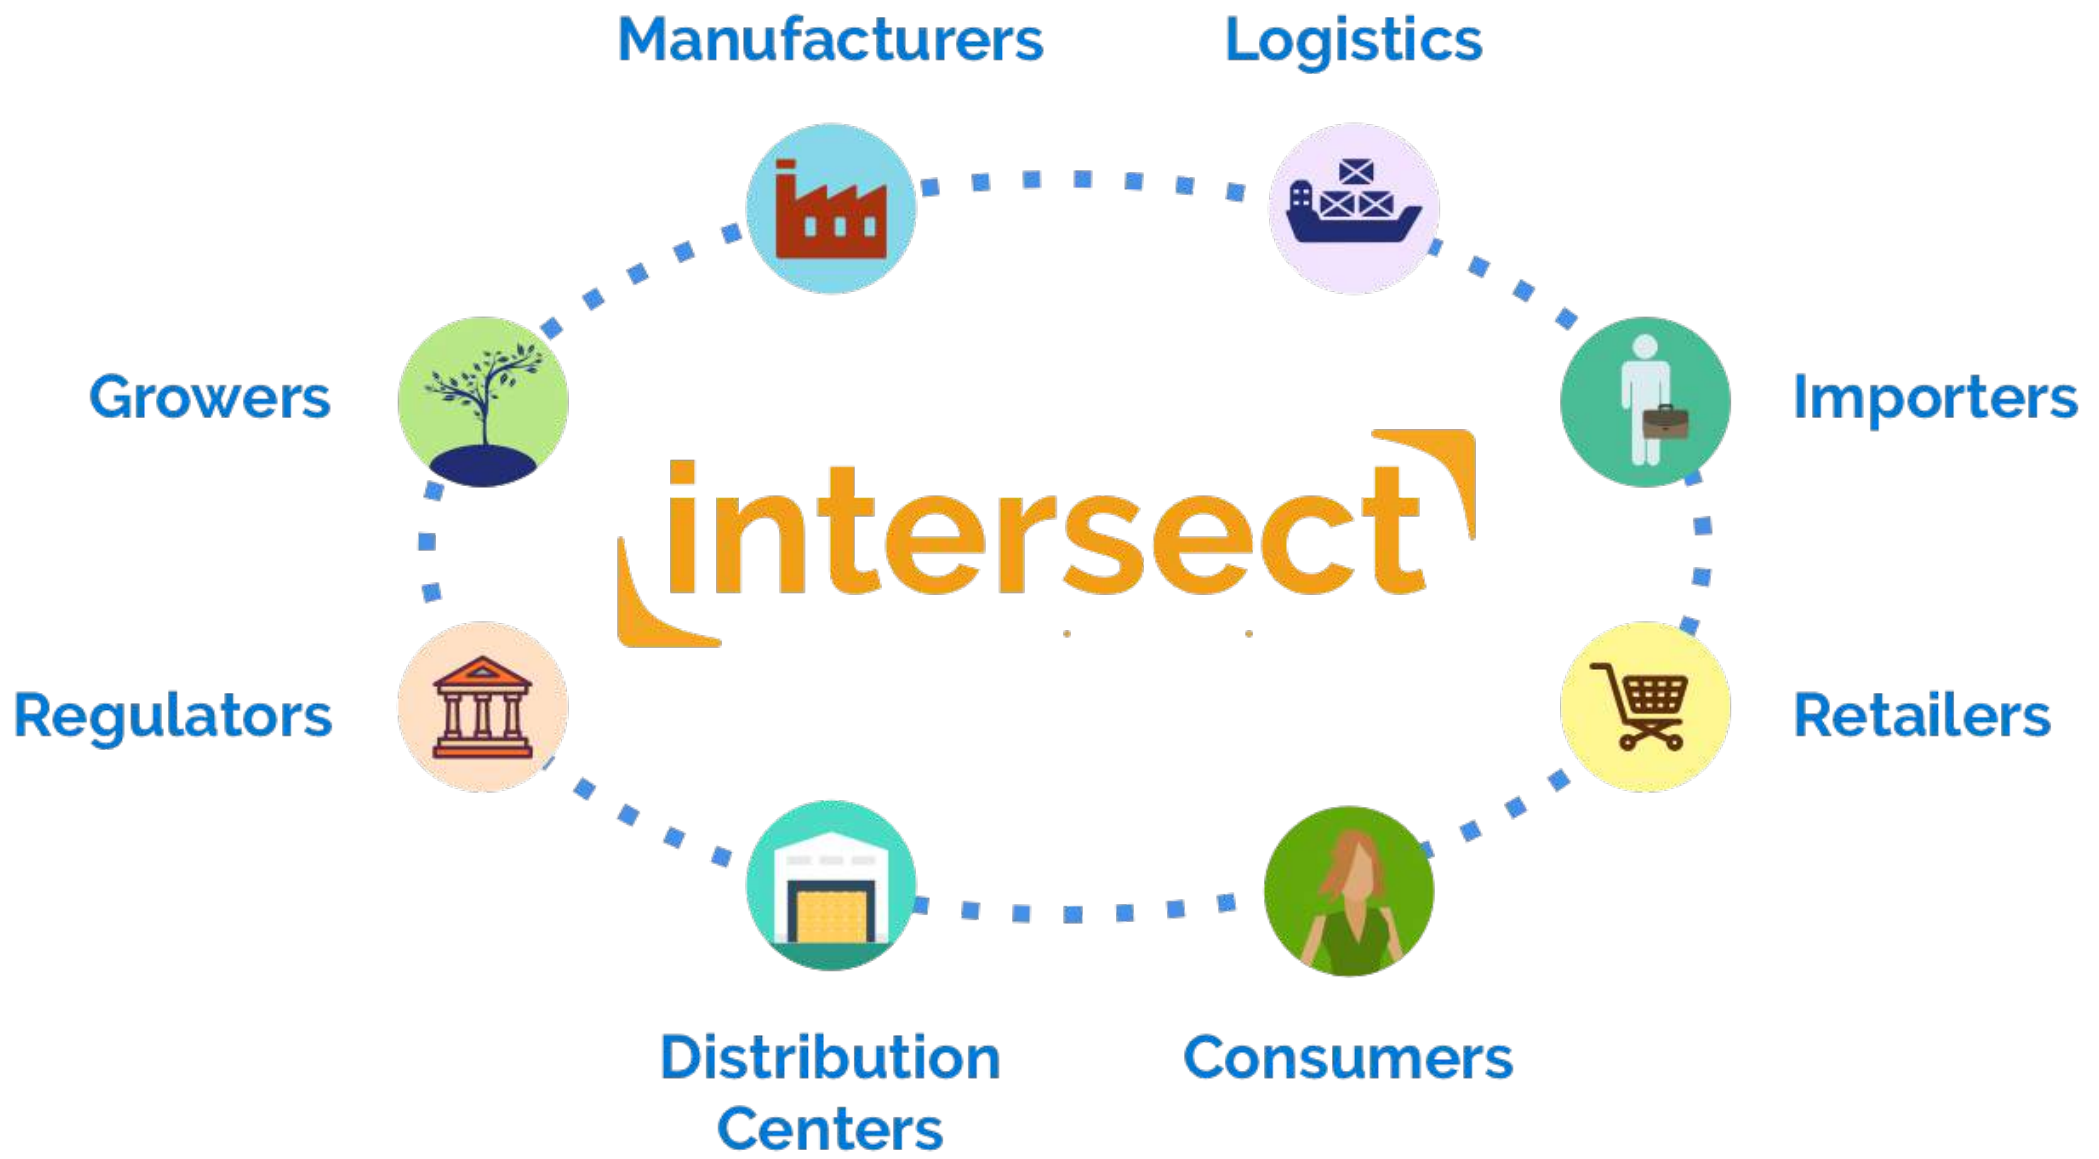 Manufacturers
Logistics
Growers
Importers
intersect
Regulators
Retailers
Distribution
Centers
Consumers